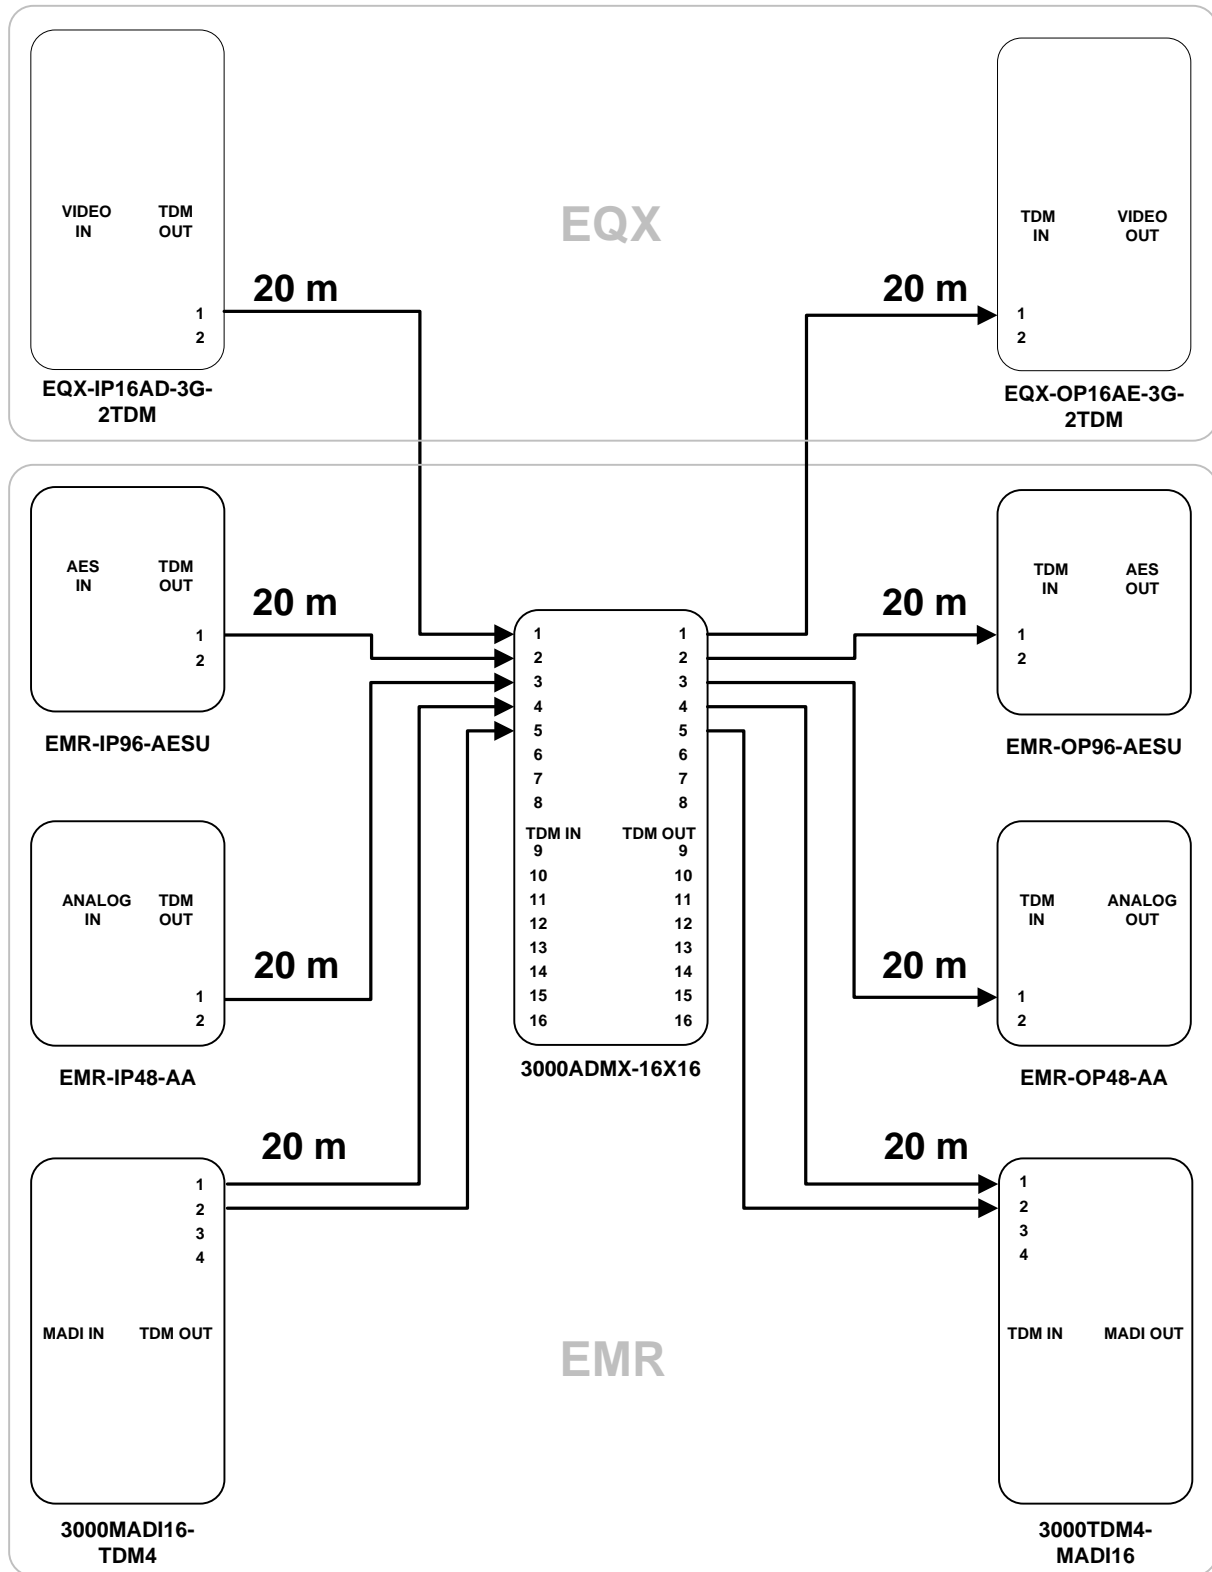 EQX
VIDEO IN
TDM OUT
20 m
1
2
EQX-IP16AD-3G-
2TDM
TDM IN
VIDEO OUT
20 m
1
2
EQX-OP16AE-3G-
2TDM
AES IN
TDM OUT
20 m
1
2
EMR-IP96-AESU
ANALOG IN
TDM OUT
20 m
1
2
EMR-IP48-AA
20 m
1
2
3
4
MADI IN
TDM OUT
3000MADI16-
TDM4
1
2
3
4
5
6
7
8
TDM IN
9
10
11
12
13
14
15
16
1
2
3
4
5
6
7
8
TDM OUT
9
10
11
12
13
14
15
16
3000ADMX-16X16
TDM IN
AES OUT
20 m
1
2
EMR-OP96-AESU
TDM IN
ANALOG OUT
20 m
1
2
EMR-OP48-AA
20 m
1
2
3
4
TDM IN
MADI OUT
3000TDM4-
MADI16
EMR